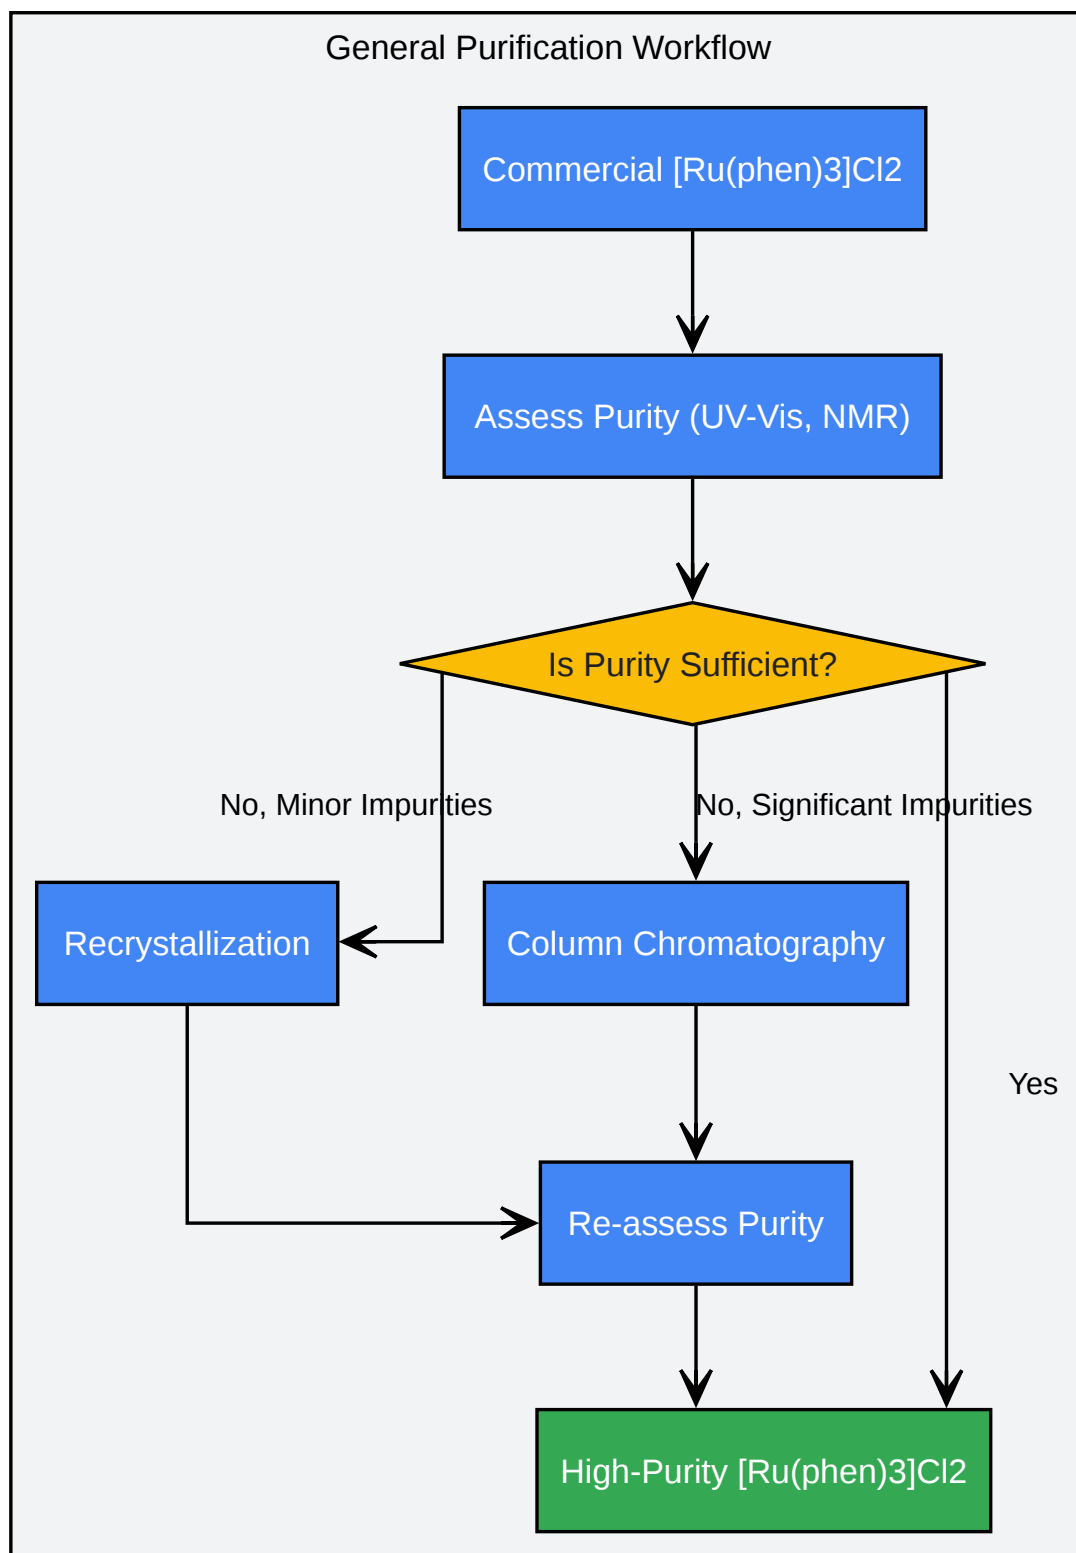 General Purification Workflow
Commercial [Ru(phen)3]Cl2
Assess Purity (UV-Vis, NMR)
Is Purity Sufficient?
No, Minor Impurities
No, Significant Impurities
Recrystallization
Column Chromatography
Yes
Re-assess Purity
High-Purity [Ru(phen)3]Cl2